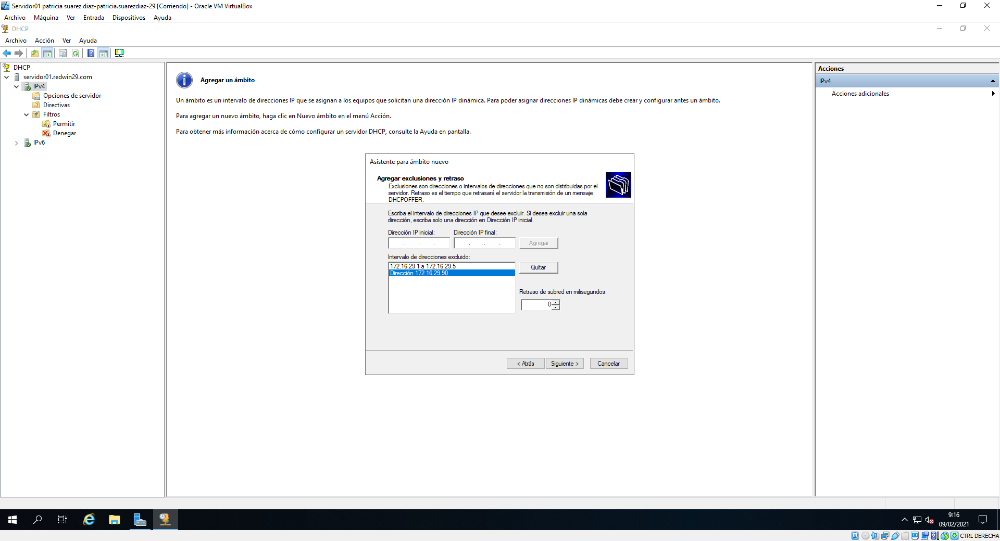 Servidor01 patricia suarez diaz-patricia.suarezdiaz-29 [Corriendo] - Oracle VM VirtualBox
Archivo Máquina Ver Entrada Dispositivos Ayuda
DHCP
Archivo Acción Ver Ayuda
DHCP
servidor01.redwin29.com
IPv4
Opciones de servidor
Directivas
Filtros
Permitir
Denegar
IPv6
Agregar un ámbito
Un ámbito es un intervalo de direcciones IP que se asignan a los equipos que solicitan una dirección IP dinámica. Para poder asignar direcciones IP dinámicas debe crear y configurar antes un ámbito.
Para agregar un nuevo ámbito, haga clic en Nuevo ámbito en el menú Acción.
Para obtener más información acerca de cómo configurar un servidor DHCP, consulte la Ayuda en pantalla.
Asistente para ámbito nuevo
Agregar exclusiones y retraso
Exclusiones son direcciones o intervalos de direcciones que no son distribuidas por el
servidor. Retraso es el tiempo que retrasará el servidor la transmisión de un mensaje
DHCPOFFER.
Escriba el intervalo de direcciones IP que desee excluir. Si desea excluir una sola
dirección, escriba solo una dirección en Dirección IP inicial.
Dirección IP inicial: Dirección IP final:
. . . . . . Agregar
Intervalo de direcciones excluido:
172.16.29.1 a 172.16.29.5
Quitar
Dirección 172.16.29.90
Retraso de subred en milisegundos:
0
< Atrás Siguiente > Cancelar
Acciones
IPv4
Acciones adicionales
9:16
09/02/2021
CTRL DERECHA